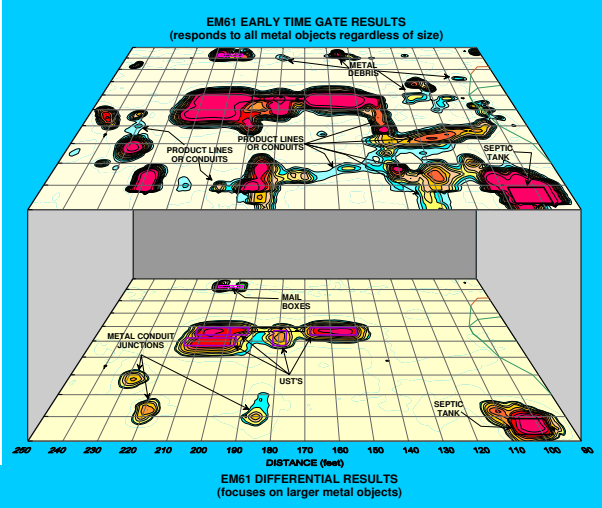 EM61 EARLY TIME GATE RESULTS
(responds to all metal objects regardless of size)
METAL
DEBRIS
PRODUCT LINES
OR CONDUITS
PRODUCT LINES
OR CONDUITS
SEPTIC
TANK
MAIL
BOXES
METAL CONDUIT
JUNCTIONS
UST'S
SEPTIC
TANK
260 240 230 220 210 200 190 180 170 160 150 140 130 120 110 100 90
DISTANCE (feet)
EM61 DIFFERENTIAL RESULTS
(focuses on larger metal objects)